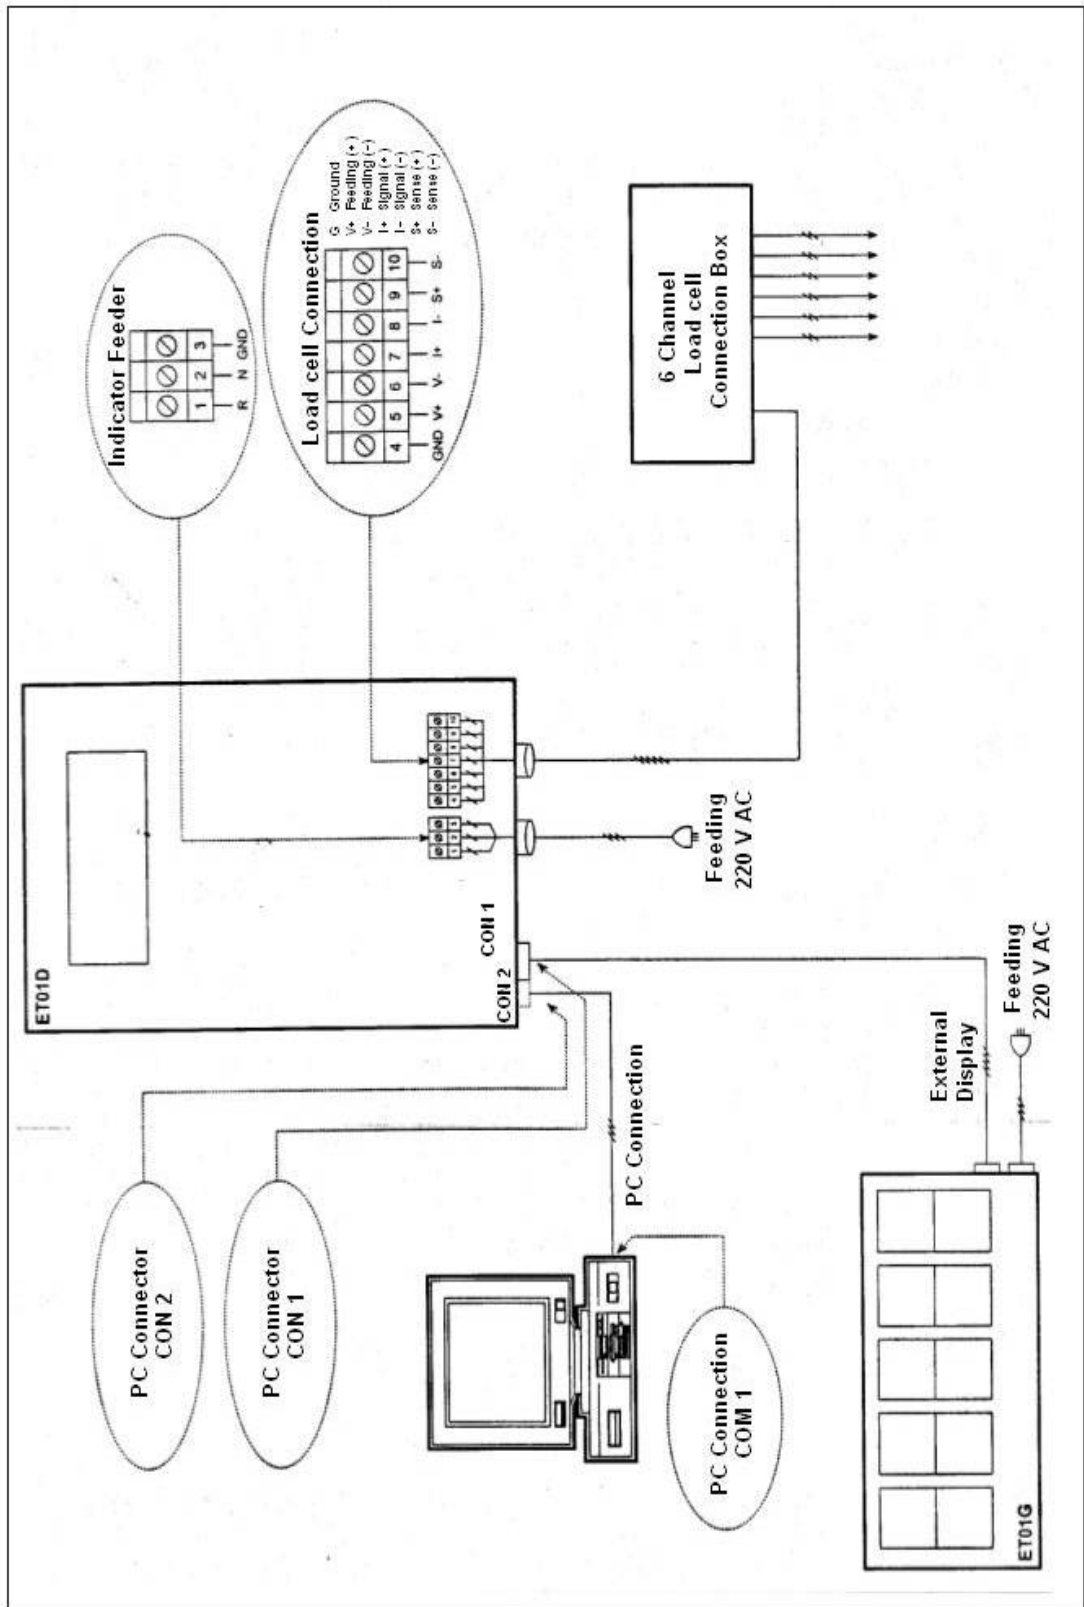 PC Connector
CON 2
PC Connector
CON 1
PC Connection
COM 1
PC Connection
ET01G
External
Display
Feeding
220 V AC
ET01D
CON 2
CON 1
Feeding
220 V AC
Indicator Feeder
1 2 3
R N GND
Load cell Connection
4 5 6 7 8 9 10
GND V+ V- I+ I- S+ S-
G Ground
V+ Feeding (+)
V- Feeding (-)
I+ Signal (+)
I- Signal (-)
S+ Sense (+)
S- Sense (-)
6 Channel
Load cell
Connection Box